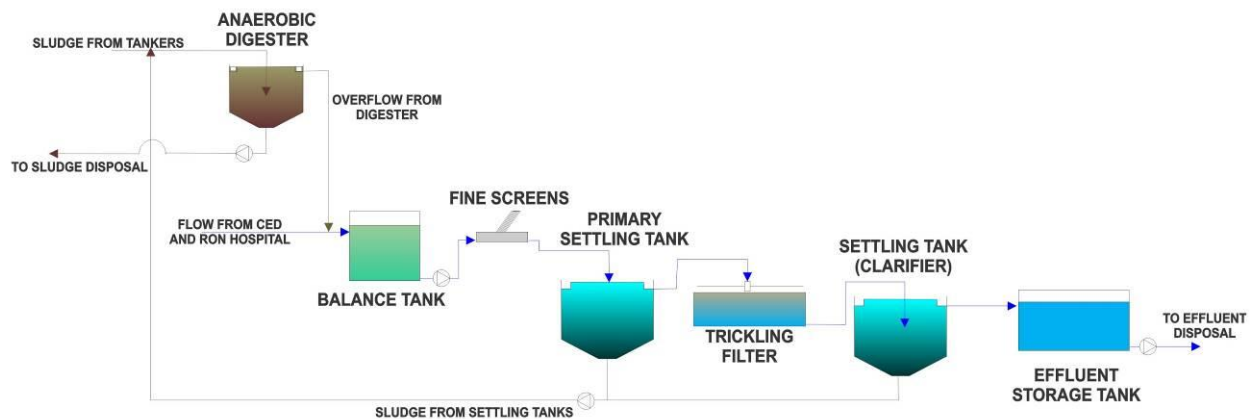 ANAEROBIC
DIGESTER
SLUDGE FROM TANKERS
OVERFLOW FROM
DIGESTER
TO SLUDGE DISPOSAL
FLOW FROM CED
AND RON HOSPITAL
BALANCE TANK
FINE SCREENS
PRIMARY
SETTLING TANK
TRICKLING
FILTER
SETTLING TANK
(CLARIFIER)
EFFLUENT
STORAGE TANK
TO EFFLUENT
DISPOSAL
SLUDGE FROM SETTLING TANKS